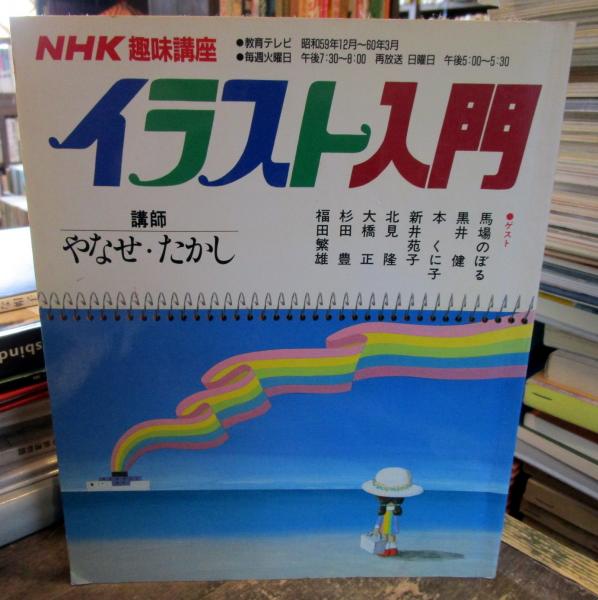 NHK 趣味講座
●教育テレビ 昭和59年12月～60年3月
●毎週火曜日 午後7:30～8:00 再放送 日曜日 午後5:00～5:30
イラスト入門
講師
やなせ・たかし
●ゲスト
馬場のぼる
黒井 健
本 くに子
新井苑子
北見 隆
大橋 正
杉田 豊
福田繁雄
sbind